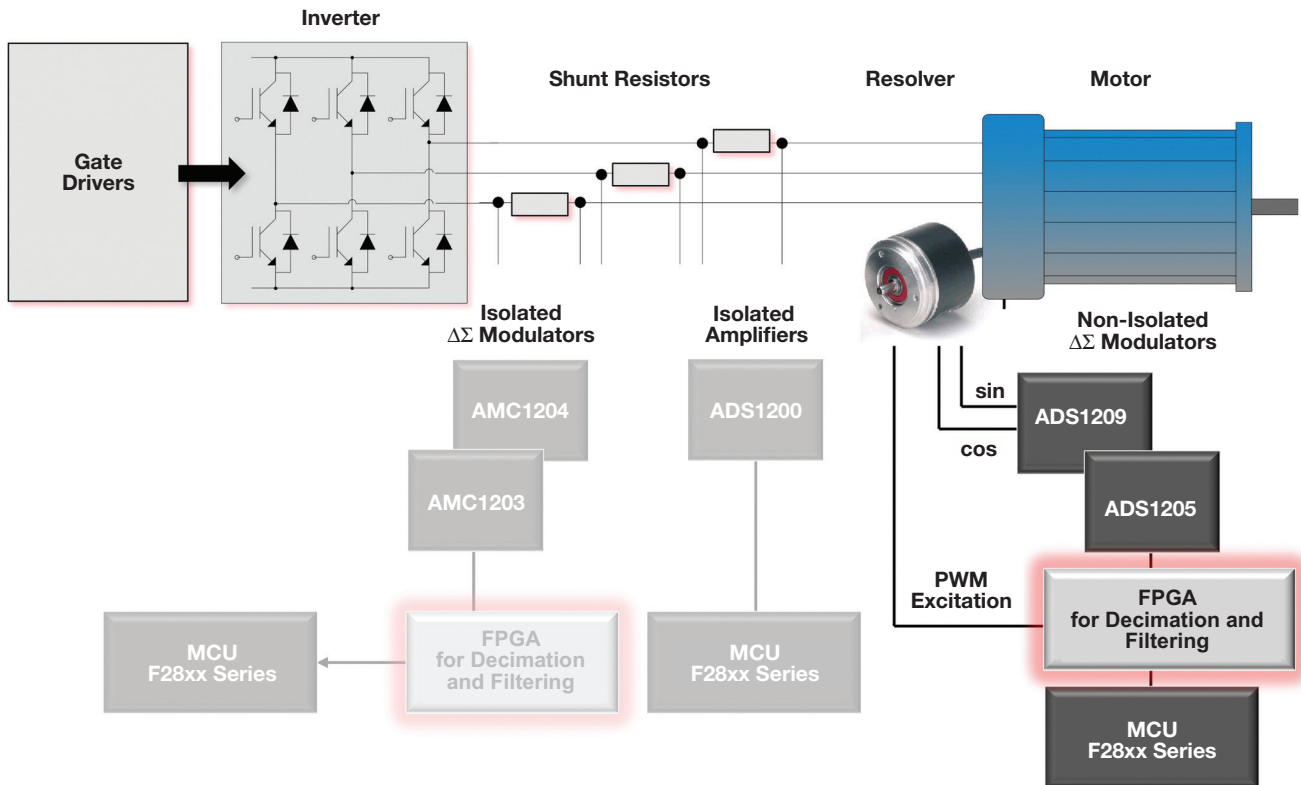 Inverter
Shunt Resistors
Resolver
Motor
Gate
Drivers
Isolated
ΔΣ Modulators
Isolated
Amplifiers
Non-Isolated
ΔΣ Modulators
AMC1204
AMC1203
ADS1200
sin
cos
ADS1209
ADS1205
PWM
Excitation
FPGA
for Decimation and
Filtering
MCU
F28xx Series
FPGA
for Decimation
and Filtering
MCU
F28xx Series
MCU
F28xx Series